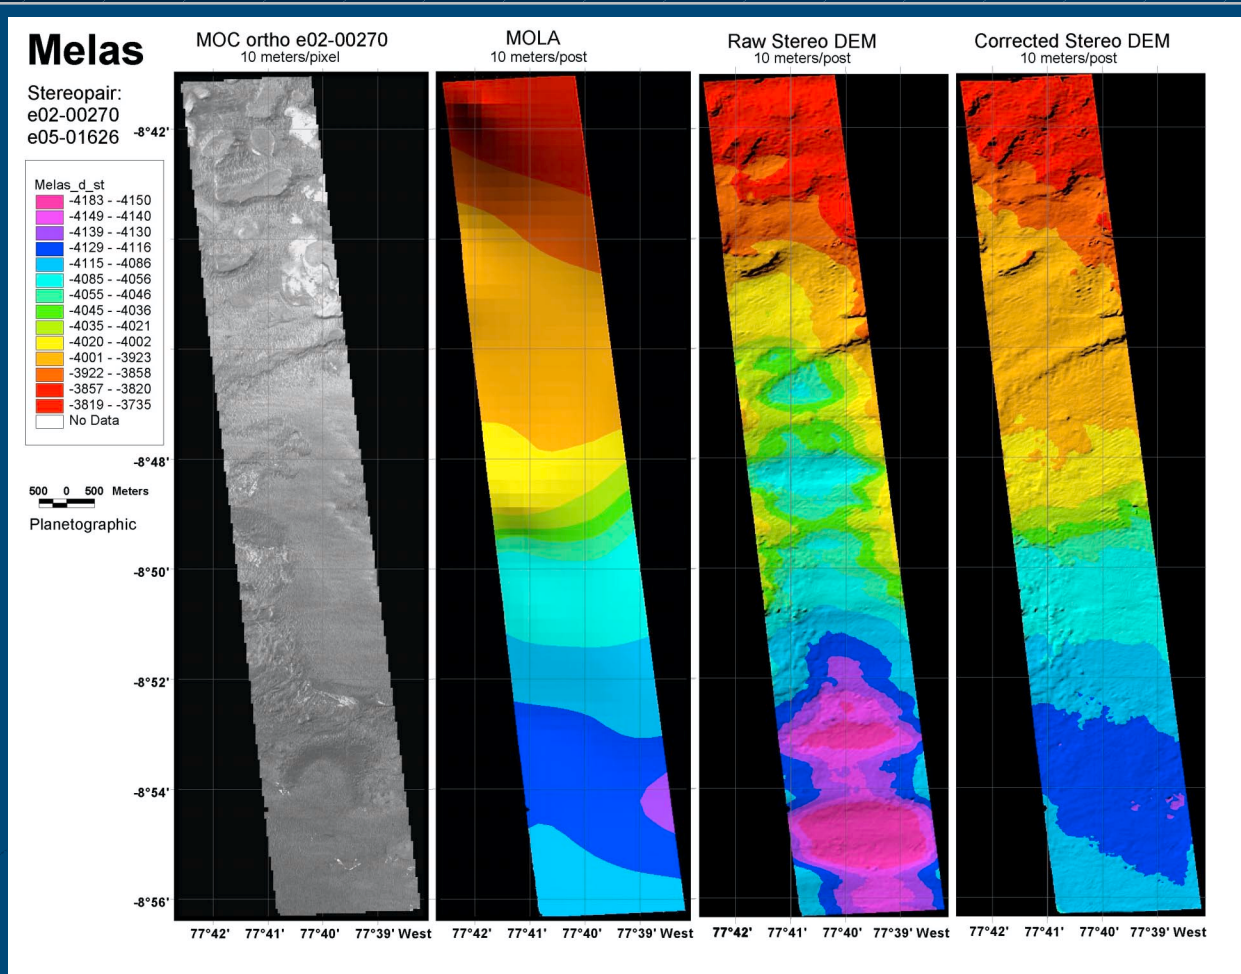 Melas
Stereopair:
e02-00270
e05-01626
Melas_d_st
-4183 - -4150
-4149 - -4140
-4139 - -4130
-4129 - -4116
-4115 - -4086
-4085 - -4056
-4055 - -4046
-4045 - -4036
-4035 - -4021
-4020 - -4002
-4001 - -3923
-3922 - -3858
-3857 - -3820
-3819 - -3735
No Data
500 0 500 Meters
Planetographic
MOC ortho e02-00270
10 meters/pixel
MOLA
10 meters/post
Raw Stereo DEM
10 meters/post
Corrected Stereo DEM
10 meters/post
-8°42'
-8°48'
-8°50'
-8°52'
-8°54'
-8°56'
77°42' 77°41' 77°40' 77°39' West
77°42' 77°41' 77°40' 77°39' West
77°42' 77°41' 77°40' 77°39' West
77°42' 77°41' 77°40' 77°39' West